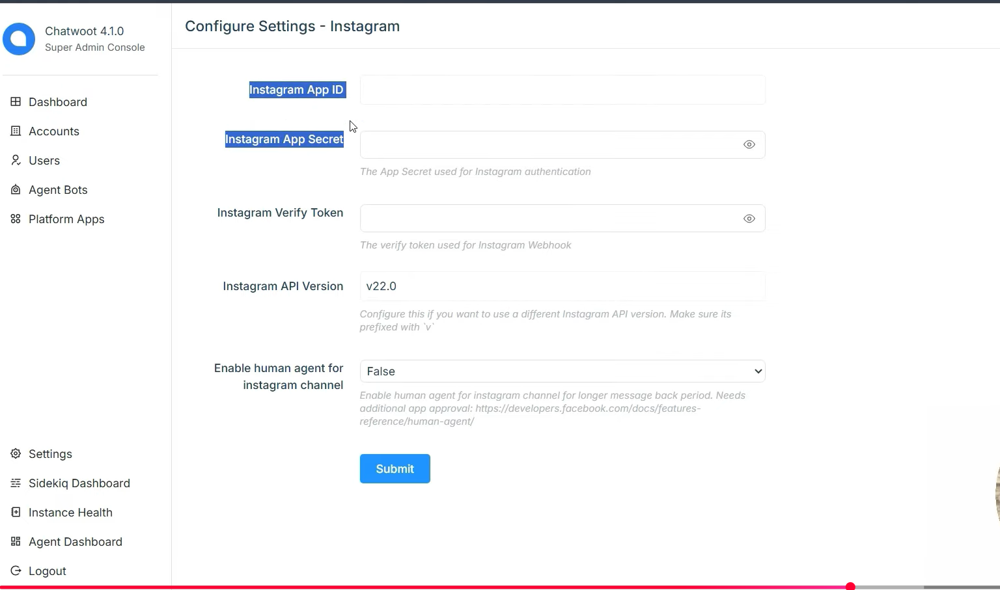 Chatwoot 4.1.0
Super Admin Console
Dashboard
Accounts
Users
Agent Bots
Platform Apps
Settings
Sidekiq Dashboard
Instance Health
Agent Dashboard
Logout
Configure Settings - Instagram
Instagram App ID
Instagram App Secret
The App Secret used for Instagram authentication
Instagram Verify Token
The verify token used for Instagram Webhook
Instagram API Version
v22.0
Configure this if you want to use a different Instagram API version. Make sure its
prefixed with `v`
Enable human agent for
instagram channel
False
Enable human agent for instagram channel for longer message back period. Needs
additional app approval: https://developers.facebook.com/docs/features-
reference/human-agent/
Submit